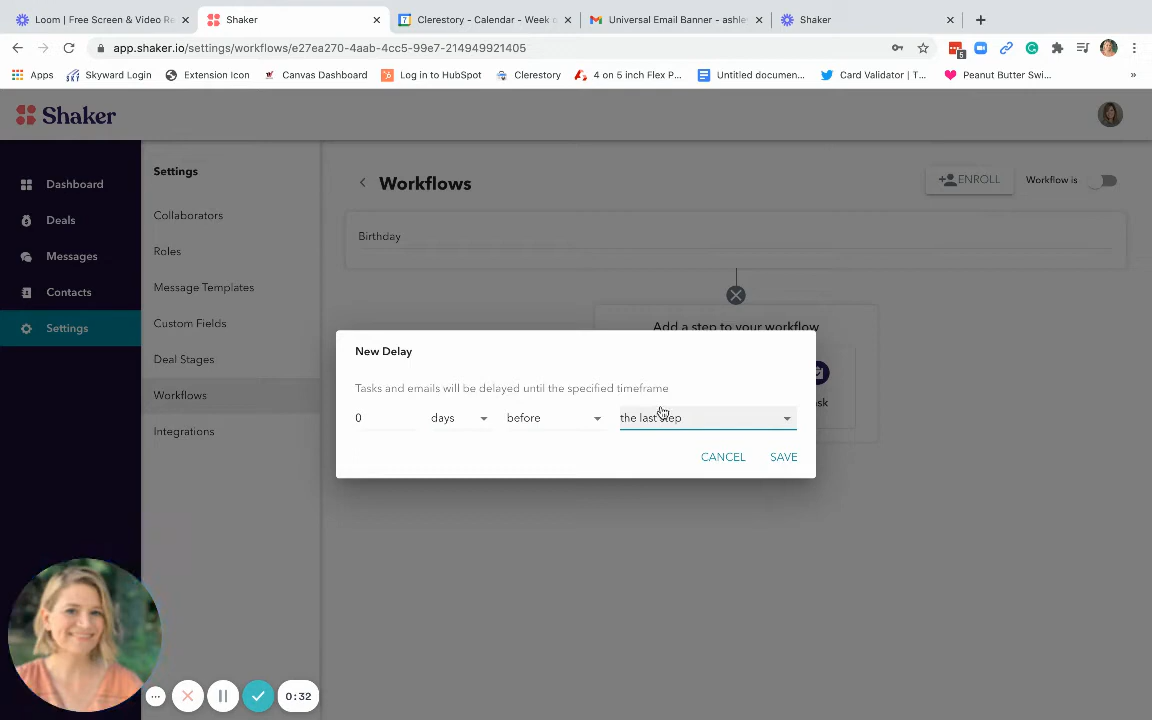 Loom | Free Screen & Video Re
Shaker
Clerestory - Calendar - Week o
Universal Email Banner - ashle
Shaker
app.shaker.io/settings/workflows/e27ea270-4aab-4cc5-99e7-214949921405
5
Apps
Skyward Login
Extension Icon
Canvas Dashboard
Log in to HubSpot
Clerestory
4 on 5 inch Flex P...
Untitled documen...
Card Validator | T...
Peanut Butter Swi...
»
Shaker
Dashboard
Deals
Messages
Contacts
Settings
Settings
Collaborators
Roles
Message Templates
Custom Fields
Deal Stages
Workflows
Integrations
Workflows
ENROLL
Workflow is
Birthday
Add a step to your workflow
New Delay
Tasks and emails will be delayed until the specified timeframe
0 days before the last step
CANCEL SAVE
0:32